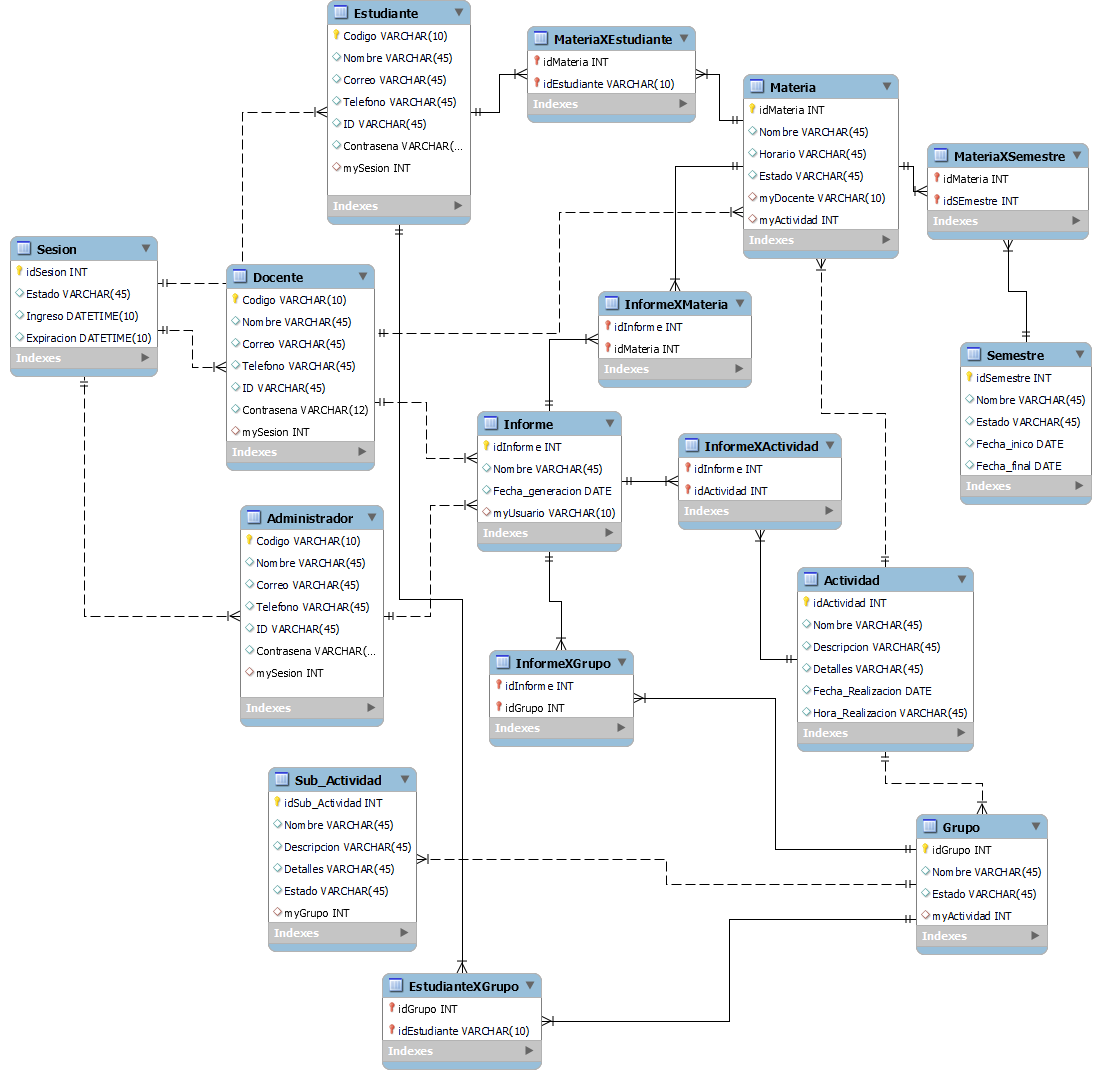 Estudiante
Codigo VARCHAR(10)
Nombre VARCHAR(45)
Correo VARCHAR(45)
Telefono VARCHAR(45)
ID VARCHAR(45)
Contrasena VARCHAR(...
mySesion INT
Indexes
MateriaXEstudiante
idMateria INT
idEstudiante VARCHAR(10)
Indexes
Materia
idMateria INT
Nombre VARCHAR(45)
Horario VARCHAR(45)
Estado VARCHAR(45)
myDocente VARCHAR(10)
myActividad INT
Indexes
MateriaXSemestre
idMateria INT
idSEmestre INT
Indexes
Sesion
idSesion INT
Estado VARCHAR(45)
Ingreso DATETIME(10)
Expiracion DATETIME(10)
Indexes
Docente
Codigo VARCHAR(10)
Nombre VARCHAR(45)
Correo VARCHAR(45)
Telefono VARCHAR(45)
ID VARCHAR(45)
Contrasena VARCHAR(12)
mySesion INT
Indexes
InformeXMateria
idInforme INT
idMateria INT
Indexes
Semestre
idSemestre INT
Nombre VARCHAR(45)
Estado VARCHAR(45)
Fecha_inico DATE
Fecha_final DATE
Indexes
Informe
idInforme INT
Nombre VARCHAR(45)
Fecha_generacion DATE
myUsuario VARCHAR(10)
Indexes
InformeXActividad
idInforme INT
idActividad INT
Indexes
Administrador
Codigo VARCHAR(10)
Nombre VARCHAR(45)
Correo VARCHAR(45)
Telefono VARCHAR(45)
ID VARCHAR(45)
Contrasena VARCHAR(...
mySesion INT
Indexes
Actividad
idActividad INT
Nombre VARCHAR(45)
Descripcion VARCHAR(45)
Detalles VARCHAR(45)
Fecha_Realizacion DATE
Hora_Realizacion VARCHAR(45)
Indexes
InformeXGrupo
idInforme INT
idGrupo INT
Indexes
Sub_Actividad
idSub_Actividad INT
Nombre VARCHAR(45)
Descripcion VARCHAR(45)
Detalles VARCHAR(45)
Estado VARCHAR(45)
myGrupo INT
Indexes
Grupo
idGrupo INT
Nombre VARCHAR(45)
Estado VARCHAR(45)
myActividad INT
Indexes
EstudianteXGrupo
idGrupo INT
idEstudiante VARCHAR(10)
Indexes